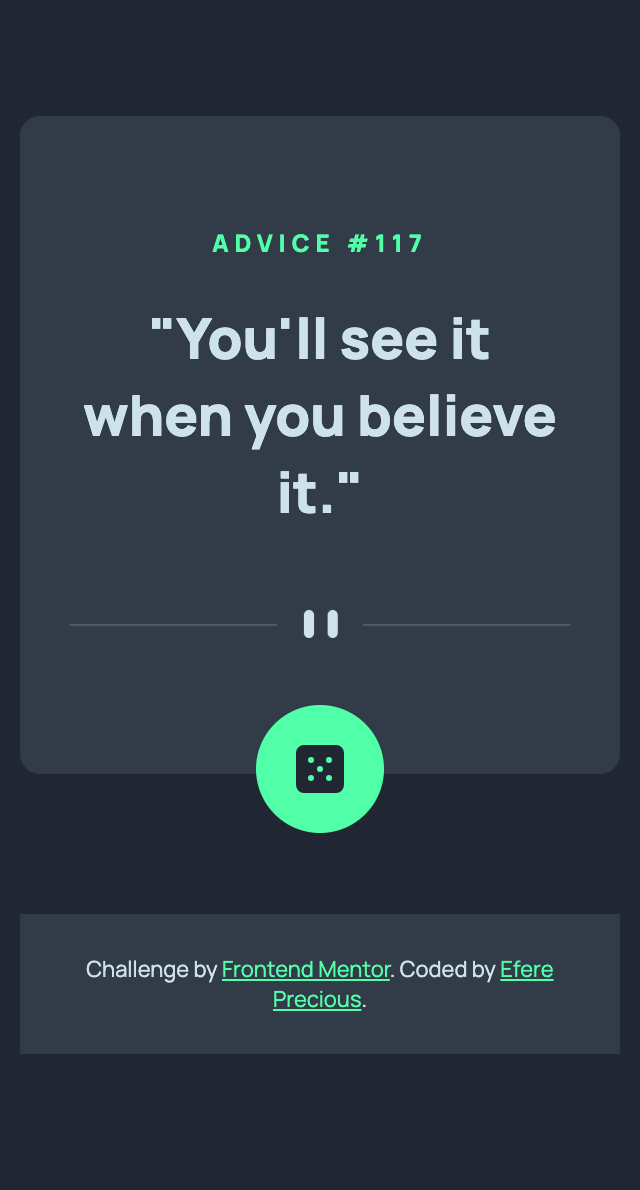 ADVICE #117
"You'll see it
when you believe
it."
Challenge by Frontend Mentor. Coded by Efere
Precious.